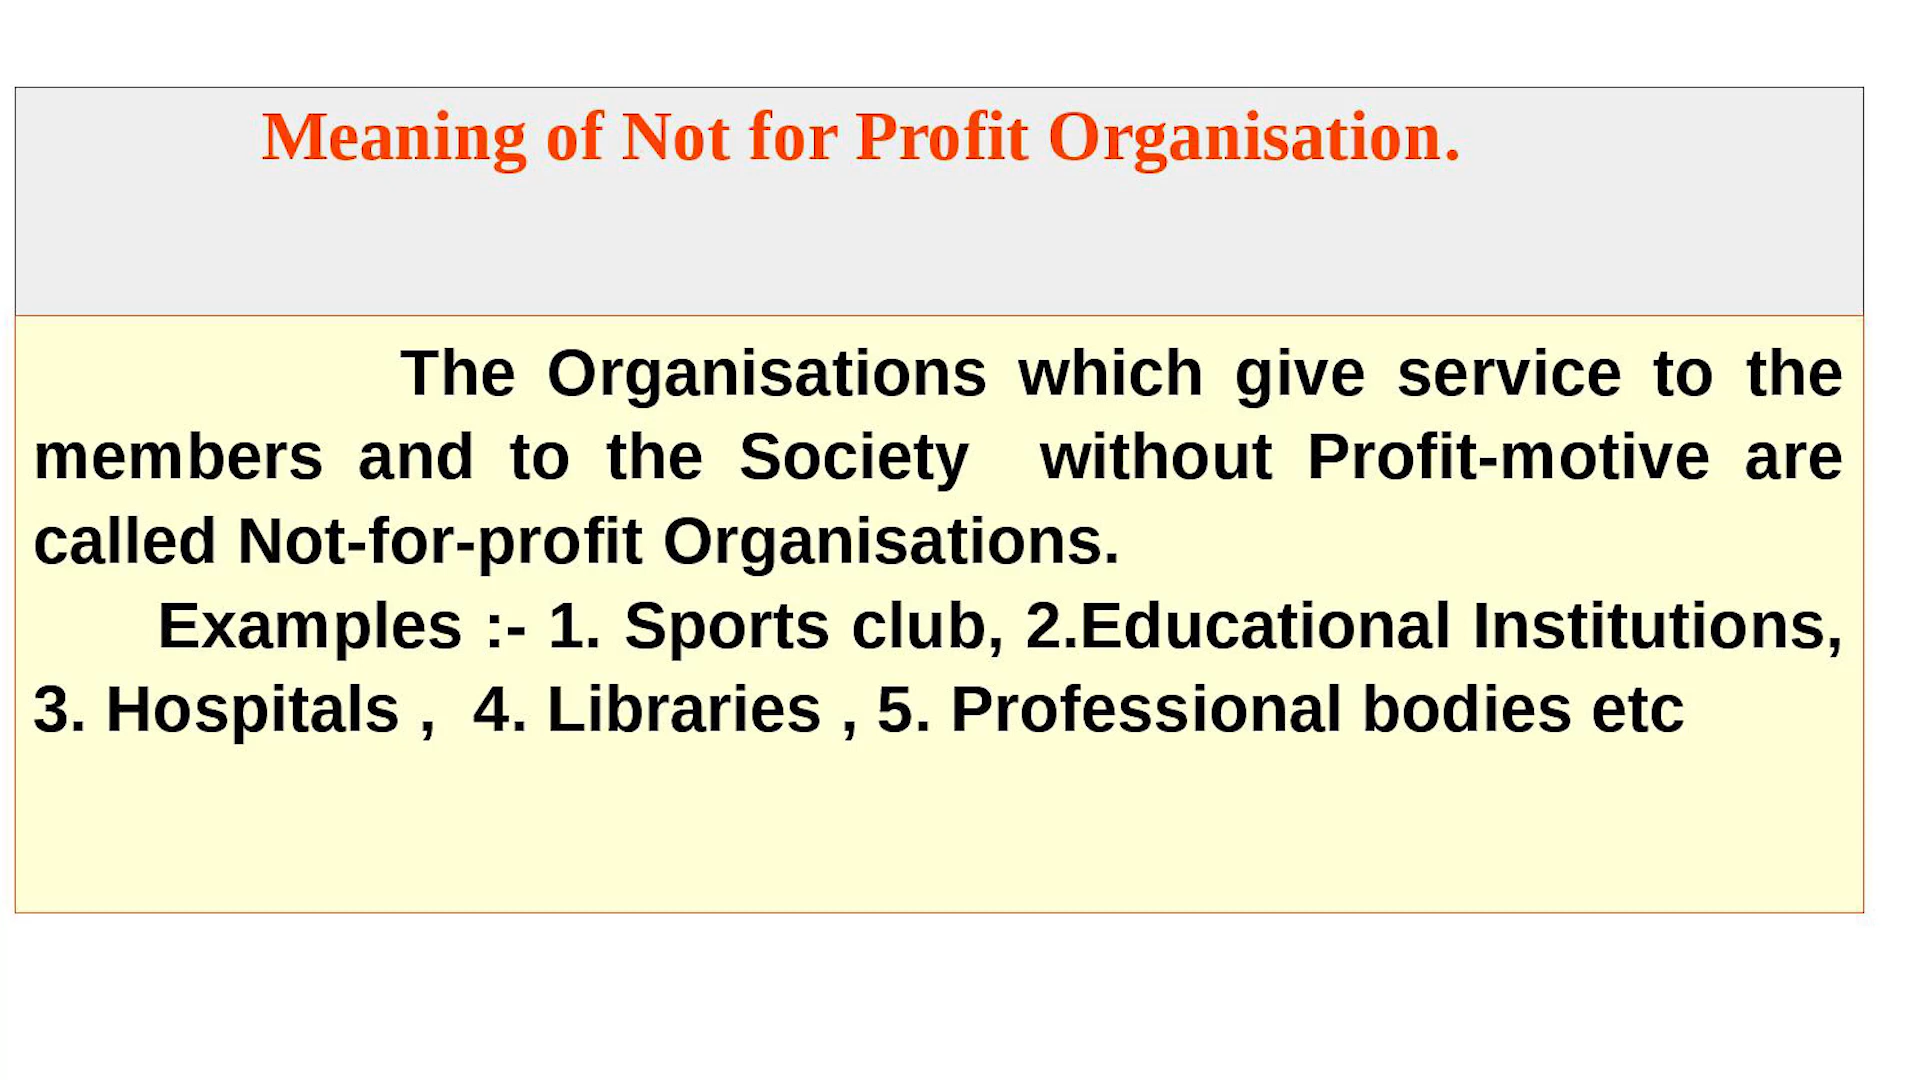 Meaning of Not for Profit Organisation.
The Organisations which give service to the
members and to the Society without Profit-motive are
called Not-for-profit Organisations.
Examples :- 1. Sports club, 2.Educational Institutions,
3. Hospitals , 4. Libraries , 5. Professional bodies etc